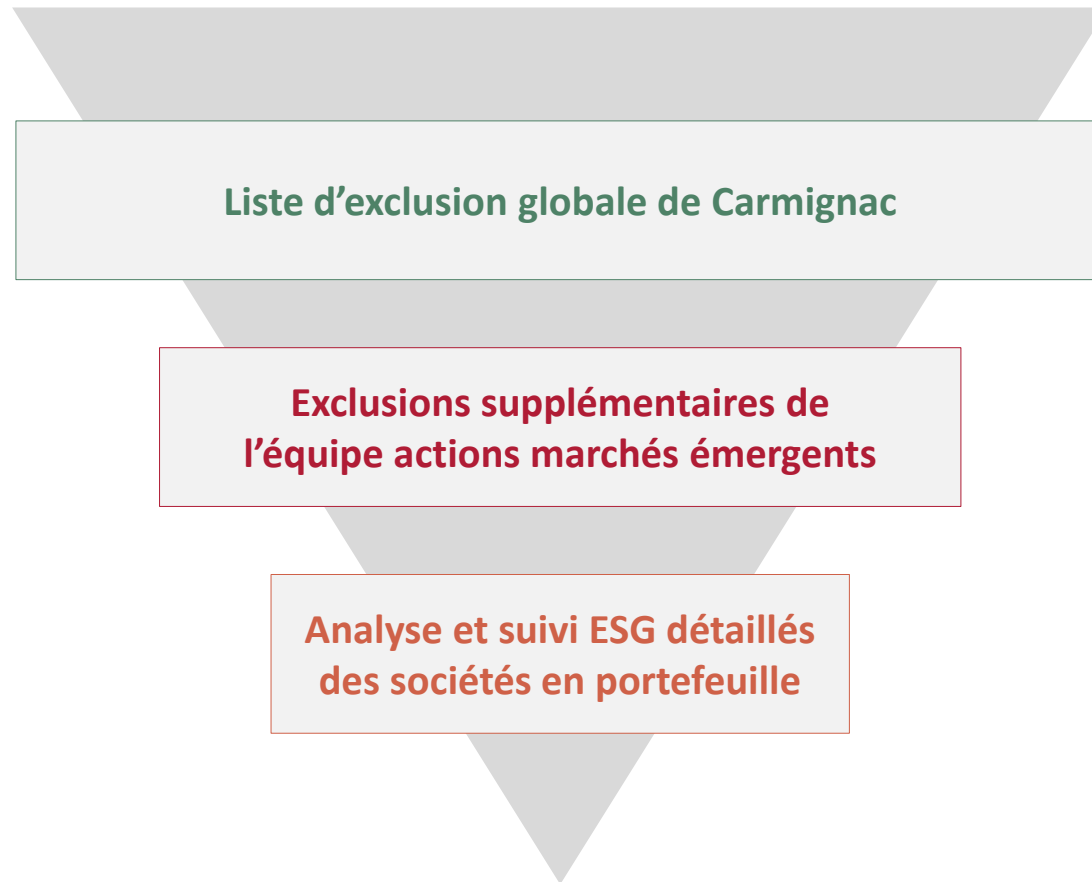 Liste d’exclusion globale de Carmignac
Exclusions supplémentaires de
l’équipe actions marchés émergents
Analyse et suivi ESG détaillés
des sociétés en portefeuille